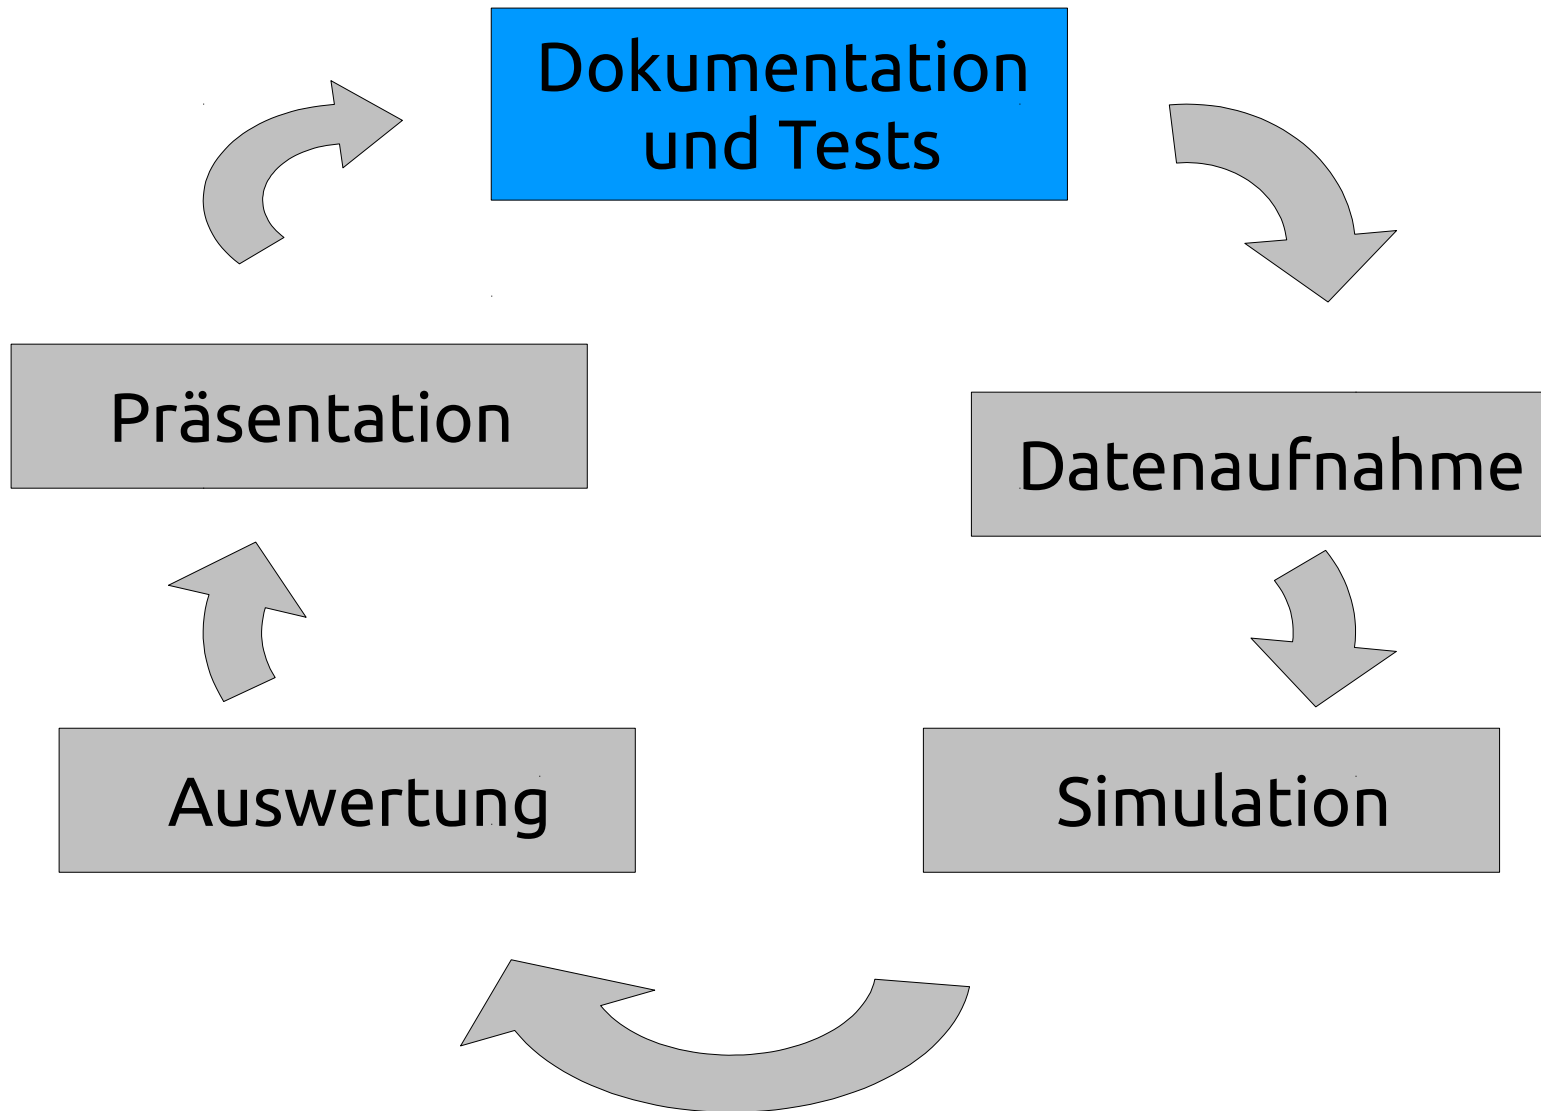 Dokumentation
und Tests
Präsentation
Datenaufnahme
Auswertung
Simulation